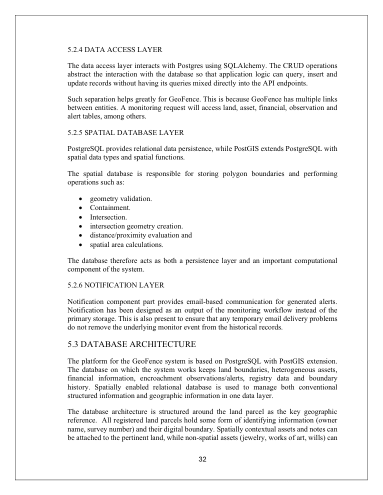 5.2.4 DATA ACCESS LAYER
The data access layer interacts with Postgres using SQLAlchemy. The CRUD operations
abstract the interaction with the database so that application logic can query, insert and
update records without having its queries mixed directly into the API endpoints.
Such separation helps greatly for GeoFence. This is because GeoFence has multiple links
between entities. A monitoring request will access land, asset, financial, observation and
alert tables, among others.
5.2.5 SPATIAL DATABASE LAYER
PostgreSQL provides relational data persistence, while PostGIS extends PostgreSQL with
spatial data types and spatial functions.
The spatial database is responsible for storing polygon boundaries and performing
operations such as:
• geometry validation.
• Containment.
• Intersection.
• intersection geometry creation.
• distance/proximity evaluation and
• spatial area calculations.
The database therefore acts as both a persistence layer and an important computational
component of the system.
5.2.6 NOTIFICATION LAYER
Notification component part provides email-based communication for generated alerts.
Notification has been designed as an output of the monitoring workflow instead of the
primary storage. This is also present to ensure that any temporary email delivery problems
do not remove the underlying monitor event from the historical records.
5.3 DATABASE ARCHITECTURE
The platform for the GeoFence system is based on PostgreSQL with PostGIS extension.
The database on which the system works keeps land boundaries, heterogeneous assets,
financial information, encroachment observations/alerts, registry data and boundary
history. Spatially enabled relational database is used to manage both conventional
structured information and geographic information in one data layer.
The database architecture is structured around the land parcel as the key geographic
reference. All registered land parcels hold some form of identifying information (owner
name, survey number) and their digital boundary. Spatially contextual assets and notes can
be attached to the pertinent land, while non-spatial assets (jewelry, works of art, wills) can
32